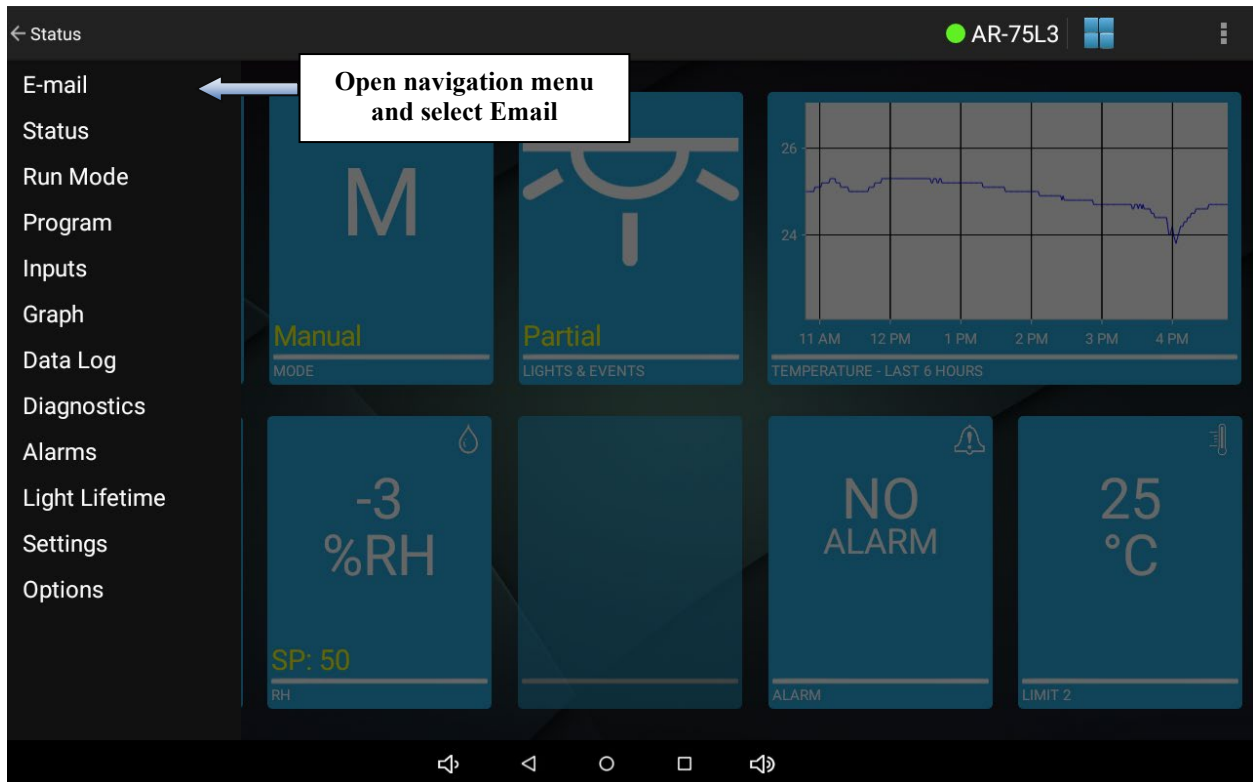 Status
AR-75L3
E-mail
Status
Run Mode
Program
Inputs
Graph
Data Log
Diagnostics
Alarms
Light Lifetime
Settings
Options
Open navigation menu
and select Email
M
Manual
MODE
Partial
LIGHTS & EVENTS
26
24
11 AM 12 PM 1 PM 2 PM 3 PM 4 PM
TEMPERATURE - LAST 6 HOURS
-3
%RH
SP: 50
RH
NO
ALARM
ALARM
25
°C
LIMIT 2